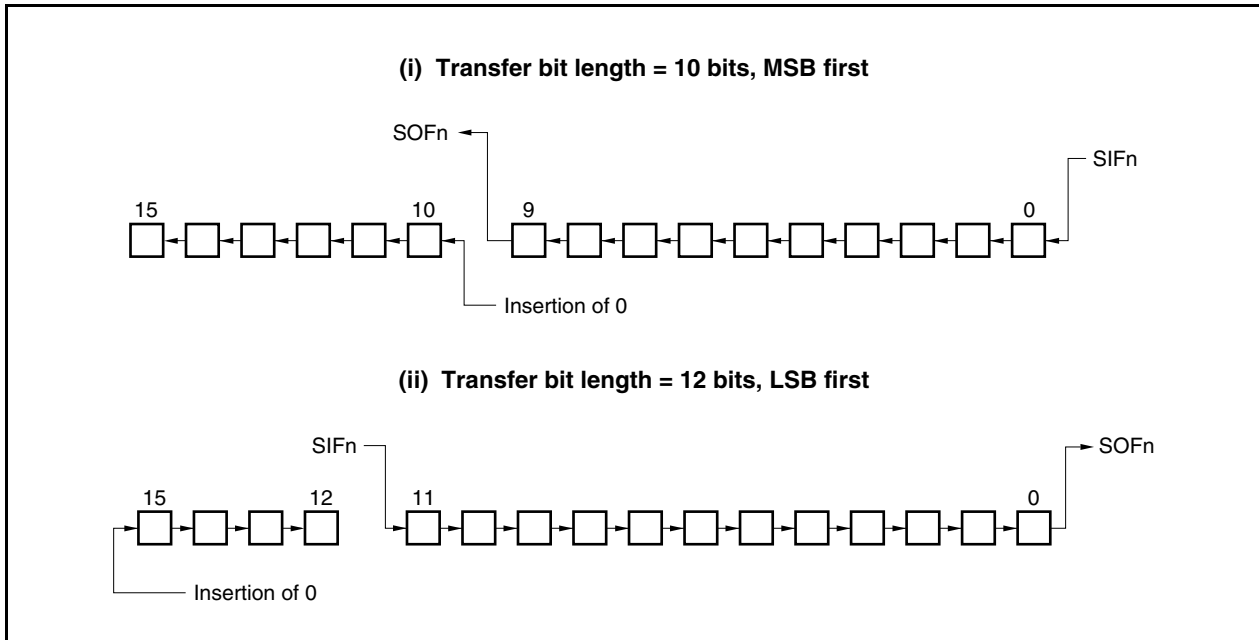 (i) Transfer bit length = 10 bits, MSB first
SOFn
SIFn
15 10 9 0
Insertion of 0
(ii) Transfer bit length = 12 bits, LSB first
SIFn SOFn
15 12 11 0
Insertion of 0